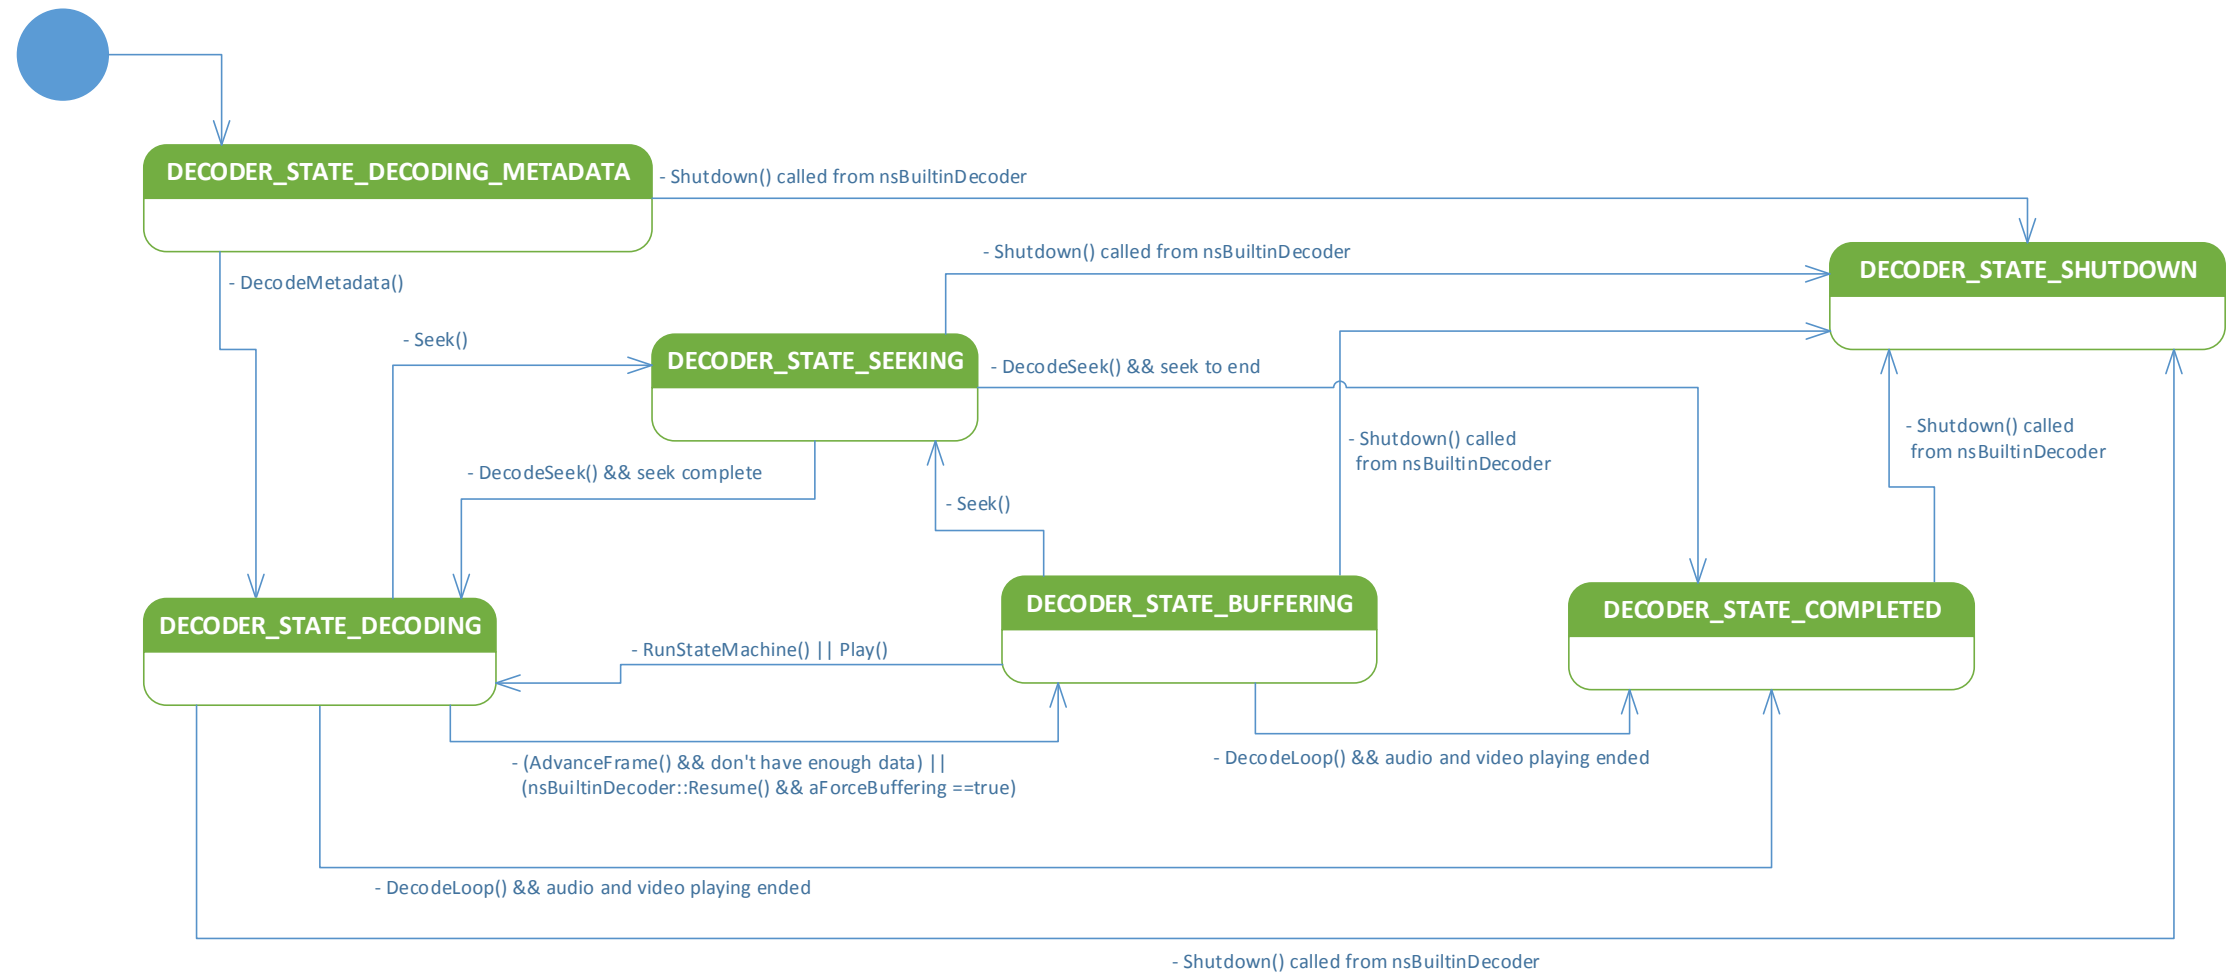 DECODER_STATE_DECODING_METADATA
- Shutdown() called from nsBuiltinDecoder
- Shutdown() called from nsBuiltinDecoder
DECODER_STATE_SHUTDOWN
- DecodeMetadata()
- Seek()
DECODER_STATE_SEEKING
- DecodeSeek() && seek to end
- Shutdown() called
from nsBuiltinDecoder
- Shutdown() called
from nsBuiltinDecoder
- DecodeSeek() && seek complete
- Seek()
DECODER_STATE_DECODING
DECODER_STATE_BUFFERING
DECODER_STATE_COMPLETED
- RunStateMachine() || Play()
- (AdvanceFrame() && don't have enough data) ||
(nsBuiltinDecoder::Resume() && aForceBuffering ==true)
- DecodeLoop() && audio and video playing ended
- DecodeLoop() && audio and video playing ended
- Shutdown() called from nsBuiltinDecoder